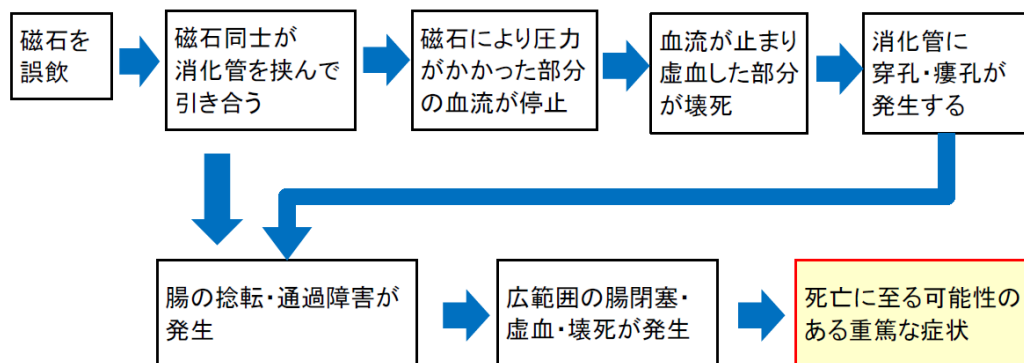 磁石を
誤飲
磁石同士が
消化管を挟んで
引き合う
磁石により圧力
がかかった部分
の血流が停止
血流が止まり
虚血した部分
が壊死
消化管に
穿孔・瘻孔が
発生する
腸の捻転・通過障害が
発生
広範囲の腸閉塞・
虚血・壊死が発生
死亡に至る可能性の
ある重篤な症状